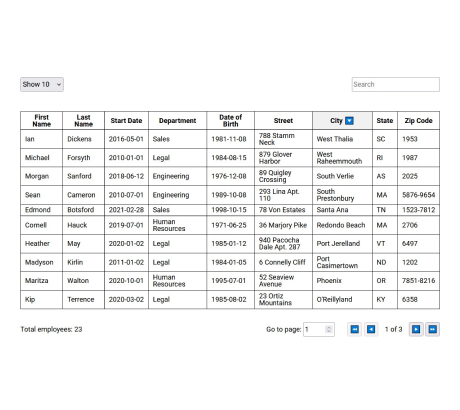 Show 10
Search
First Name Last Name Start Date Department Date of Birth Street City State Zip Code
Ian Dickens 2016-05-01 Sales 1981-11-08 788 Stamm Neck West Thalia SC 1953
Michael Forsyth 2010-01-01 Legal 1984-08-15 879 Glover Harbor West Raheemmouth RI 1987
Morgan Sanford 2018-06-12 Engineering 1976-12-08 89 Quigley Crossing South Verlie AS 2025
Sean Cameron 2010-07-01 Engineering 1989-10-08 293 Lina Apt. 110 South Prestonbury MA 5876-9654
Edmond Botsford 2021-02-28 Sales 1998-10-15 78 Von Estates Santa Ana TN 1523-7812
Cornell Hauck 2019-07-01 Human Resources 1971-06-25 36 Marjory Pike Redondo Beach MA 2706
Heather May 2020-01-02 Legal 1985-01-12 940 Pacocha Dale Apt. 287 Port Jerelland VT 6497
Madyson Kirlin 2011-01-02 Legal 1984-01-05 6 Connelly Cliff Port Casimertown ND 1202
Maritza Walton 2020-10-01 Human Resources 1995-07-01 52 Seaview Avenue Phoenix OR 7851-8216
Kip Terrence 2020-03-02 Legal 1985-08-02 23 Ortiz Mountains O'Reillyland KY 6358
Total employees: 23 Go to page: 1 1 of 3